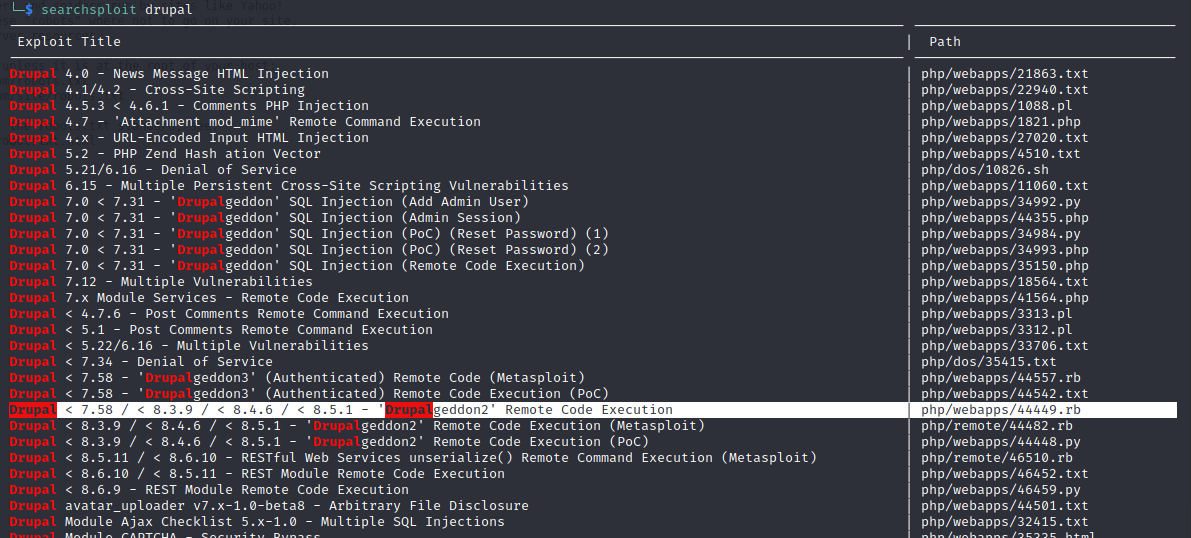 └─$ searchsploit drupal
Exploit Title | Path
Drupal 4.0 - News Message HTML Injection | php/webapps/21863.txt
Drupal 4.1/4.2 - Cross-Site Scripting | php/webapps/22940.txt
Drupal 4.5.3 < 4.6.1 - Comments PHP Injection | php/webapps/1088.pl
Drupal 4.7 - 'Attachment mod_mime' Remote Command Execution | php/webapps/1821.php
Drupal 4.x - URL-Encoded Input HTML Injection | php/webapps/27020.txt
Drupal 5.2 - PHP Zend Hash ation Vector | php/webapps/4510.txt
Drupal 5.21/6.16 - Denial of Service | php/dos/10826.sh
Drupal 6.15 - Multiple Persistent Cross-Site Scripting Vulnerabilities | php/webapps/11060.txt
Drupal 7.0 < 7.31 - 'Drupalgeddon' SQL Injection (Add Admin User) | php/webapps/34992.py
Drupal 7.0 < 7.31 - 'Drupalgeddon' SQL Injection (Admin Session) | php/webapps/44355.php
Drupal 7.0 < 7.31 - 'Drupalgeddon' SQL Injection (PoC) (Reset Password) (1) | php/webapps/34984.py
Drupal 7.0 < 7.31 - 'Drupalgeddon' SQL Injection (PoC) (Reset Password) (2) | php/webapps/34993.php
Drupal 7.0 < 7.31 - 'Drupalgeddon' SQL Injection (Remote Code Execution) | php/webapps/35150.php
Drupal 7.12 - Multiple Vulnerabilities | php/webapps/18564.txt
Drupal 7.x Module Services - Remote Code Execution | php/webapps/41564.php
Drupal < 4.7.6 - Post Comments Remote Command Execution | php/webapps/3313.pl
Drupal < 5.1 - Post Comments Remote Command Execution | php/webapps/3312.pl
Drupal < 5.22/6.16 - Multiple Vulnerabilities | php/webapps/33706.txt
Drupal < 7.34 - Denial of Service | php/dos/35415.txt
Drupal < 7.58 - 'Drupalgeddon3' (Authenticated) Remote Code (Metasploit) | php/webapps/44557.rb
Drupal < 7.58 - 'Drupalgeddon3' (Authenticated) Remote Code Execution (PoC) | php/webapps/44542.txt
Drupal < 7.58 / < 8.3.9 / < 8.4.6 / < 8.5.1 - 'Drupalgeddon2' Remote Code Execution | php/webapps/44449.rb
Drupal < 8.3.9 / < 8.4.6 / < 8.5.1 - 'Drupalgeddon2' Remote Code Execution (Metasploit) | php/remote/44482.rb
Drupal < 8.3.9 / < 8.4.6 / < 8.5.1 - 'Drupalgeddon2' Remote Code Execution (PoC) | php/webapps/44448.py
Drupal < 8.5.11 / < 8.6.10 - RESTful Web Services unserialize() Remote Command Execution (Metasploit) | php/remote/46510.rb
Drupal < 8.6.10 / < 8.5.11 - REST Module Remote Code Execution | php/webapps/46452.txt
Drupal < 8.6.9 - REST Module Remote Code Execution | php/webapps/46459.py
Drupal avatar_uploader v7.x-1.0-beta8 - Arbitrary File Disclosure | php/webapps/44501.txt
Drupal Module Ajax Checklist 5.x-1.0 - Multiple SQL Injections | php/webapps/32415.txt
Drupal Module CAPTCHA - Security Bypass | php/webapps/35335.html